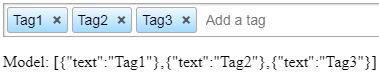 Tag1 × Tag2 × Tag3 × Add a tag
Model: [{"text":"Tag1"},{"text":"Tag2"},{"text":"Tag3"}]